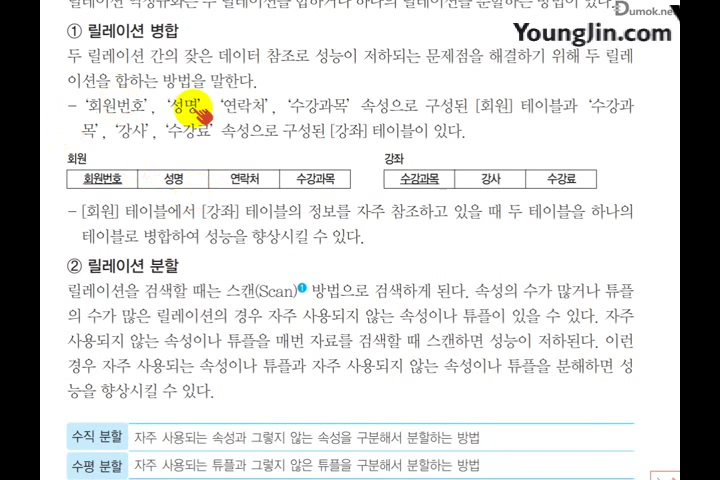 릴레이션 역정규화는 두 릴레이션을 합하거나 하나의 릴레이션을 분할하는 방법이 있다.
Dumok.ne
YoungJin.com
① 릴레이션 병합
두 릴레이션 간의 잦은 데이터 참조로 성능이 저하되는 문제점을 해결하기 위해 두 릴레
이션을 합하는 방법을 말한다.
– ‘회원번호’, ‘성명’, ‘연락처’, ‘수강과목’ 속성으로 구성된 [회원] 테이블과 ‘수강과
목’, ‘강사’, ‘수강료’ 속성으로 구성된 [강좌] 테이블이 있다.
회원 강좌
회원번호 성명 연락처 수강과목 수강과목 강사 수강료
– [회원] 테이블에서 [강좌] 테이블의 정보를 자주 참조하고 있을 때 두 테이블을 하나의
테이블로 병합하여 성능을 향상시킬 수 있다.
② 릴레이션 분할
릴레이션을 검색할 때는 스캔(Scan)❶ 방법으로 검색하게 된다. 속성의 수가 많거나 튜플
의 수가 많은 릴레이션의 경우 자주 사용되지 않는 속성이나 튜플이 있을 수 있다. 자주
사용되지 않는 속성이나 튜플을 매번 자료를 검색할 때 스캔하면 성능이 저하된다. 이런
경우 자주 사용되는 속성이나 튜플과 자주 사용되지 않는 속성이나 튜플을 분해하면 성
능을 향상시킬 수 있다.
수직 분할 자주 사용되는 속성과 그렇지 않는 속성을 구분해서 분할하는 방법
수평 분할 자주 사용되는 튜플과 그렇지 않은 튜플을 구분해서 분할하는 방법